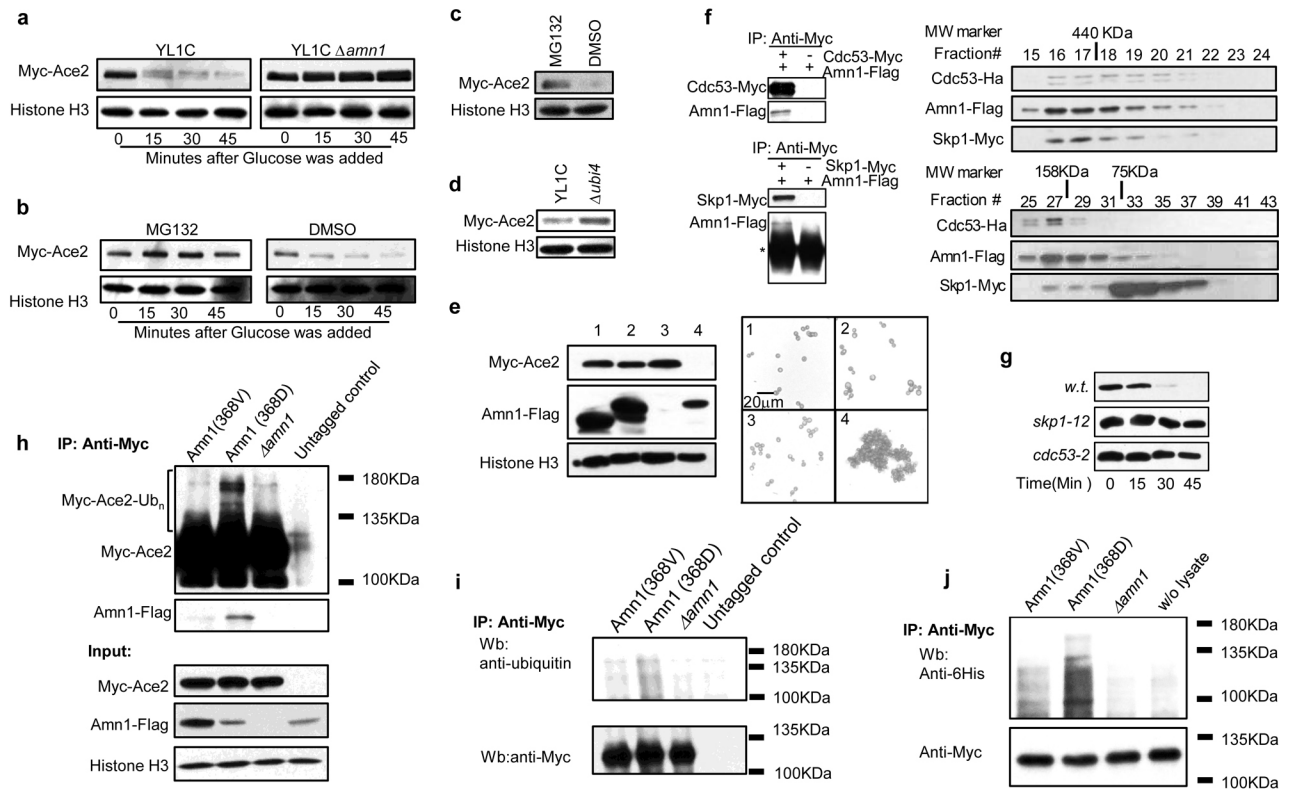 a
YL1C YL1C Δamn1
Myc-Ace2
Histone H3
0 15 30 45 0 15 30 45
Minutes after Glucose was added
b
MG132 DMSO
Myc-Ace2
Histone H3
0 15 30 45 0 15 30 45
Minutes after Glucose was added
c
MG132 DMSO
Myc-Ace2
Histone H3
d
YL1C Δubi4
Myc-Ace2
Histone H3
e
1 2 3 4
Myc-Ace2
Amn1-Flag
Histone H3
1 2
20µm
3 4
f
IP: Anti-Myc
+ - Cdc53-Myc
+ + Amn1-Flag
Cdc53-Myc
Amn1-Flag
IP: Anti-Myc
+ - Skp1-Myc
+ + Amn1-Flag
Skp1-Myc
Amn1-Flag
*
MW marker 440 KDa
Fraction# 15 16 17 18 19 20 21 22 23 24
Cdc53-Ha
Amn1-Flag
Skp1-Myc
MW marker 158KDa 75KDa
Fraction # 25 27 29 31 33 35 37 39 41 43
Cdc53-Ha
Amn1-Flag
Skp1-Myc
g
w.t.
skp1-12
cdc53-2
Time(Min ) 0 15 30 45
h
IP: Anti-Myc
Amn1(368V) Amn1 (368D) Δamn1 Untagged control
Myc-Ace2-Ubn
Myc-Ace2
180KDa
135KDa
100KDa
Amn1-Flag
Input:
Myc-Ace2
Amn1-Flag
Histone H3
i
Amn1(368V) Amn1 (368D) Δamn1 Untagged control
IP: Anti-Myc
Wb:
anti-ubiquitin
180KDa
135KDa
100KDa
Wb:anti-Myc
135KDa
100KDa
j
Amn1(368V) Amn1(368D) Δamn1 w/o lysate
IP: Anti-Myc
Wb:
Anti-6His
180KDa
135KDa
100KDa
Anti-Myc
135KDa
100KDa